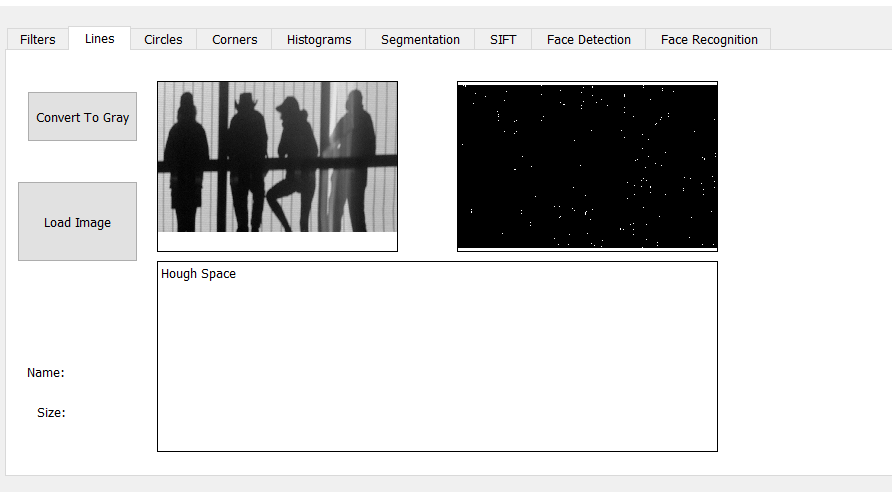 Filters Lines Circles Corners Histograms Segmentation SIFT Face Detection Face Recognition
Convert To Gray
Load Image
Hough Space
Name:
Size: